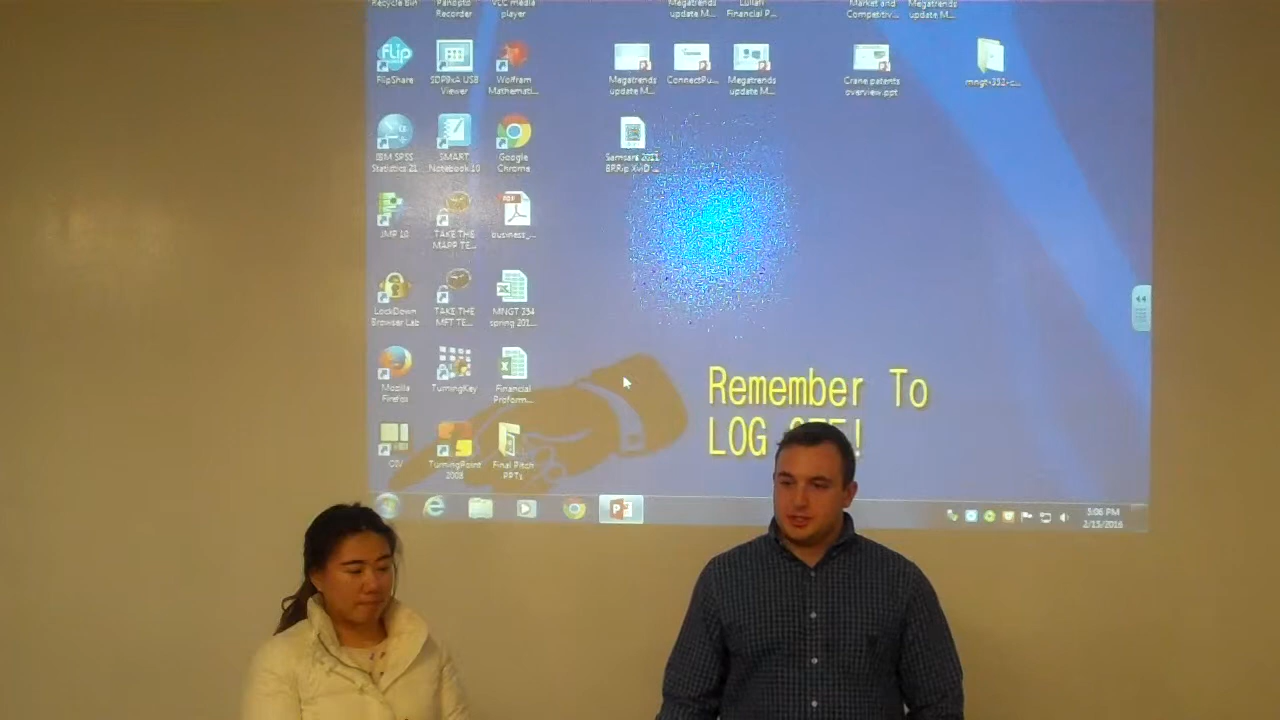 Recycle Bin
Panopto
Recorder
VLC media
player
Megatrends
update M...
Financial P...
Market and
Competitiv...
Megatrends
update M...
FlipShare
SDP9xA USB
Viewer
Wolfram
Mathemati...
Megatrends
update M...
ConnectPu...
Megatrends
update M...
Crane patents
overview.ppt
mngt-352-c...
IBM SPSS
Statistics 21
SMART
Notebook 10
Google
Chrome
Samsara 2011
BRRip XviD ...
JMP 10
TAKE THE
MAPP TE...
business_...
LockDown
Browser Lab
TAKE THE
MFT TE...
MNGT 334
spring 201...
Mozilla
Firefox
TurningKey
Financial
Proform...
Remember To
LOG OFF!
TurningPoint
2008
Final Pitch
PPTs
5:06 PM
2/15/2016